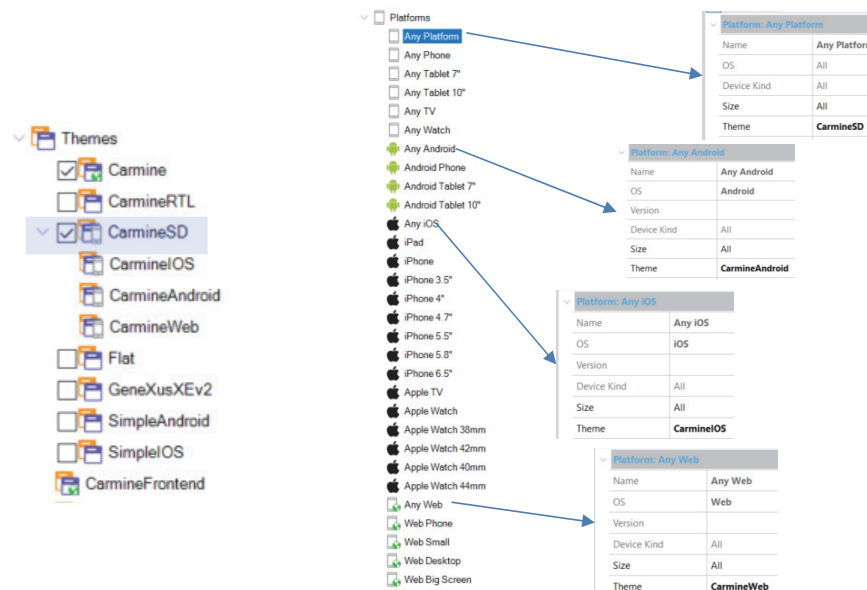 Themes
Carmine
CarmineRTL
CarmineSD
CarmineIOS
CarmineAndroid
CarmineWeb
Flat
GeneXusXEv2
SimpleAndroid
SimpleIOS
CarmineFrontend
Platforms
Any Platform
Any Phone
Any Tablet 7"
Any Tablet 10"
Any TV
Any Watch
Any Android
Android Phone
Android Tablet 7"
Android Tablet 10"
Any iOS
iPad
iPhone
iPhone 3.5"
iPhone 4"
iPhone 4.7"
iPhone 5.5"
iPhone 5.8"
iPhone 6.5"
Apple TV
Apple Watch
Apple Watch 38mm
Apple Watch 42mm
Apple Watch 40mm
Apple Watch 44mm
Any Web
Web Phone
Web Small
Web Desktop
Web Big Screen
Platform: Any Platform
Name Any Platfor
OS All
Device Kind All
Size All
Theme CarmineSD
Platform: Any Android
Name Any Android
OS Android
Version
Device Kind All
Size All
Theme CarmineAndroid
Platform: Any iOS
Name Any iOS
OS iOS
Version
Device Kind All
Size All
Theme CarmineIOS
Platform: Any Web
Name Any Web
OS Web
Version
Device Kind All
Size All
Theme CarmineWeb